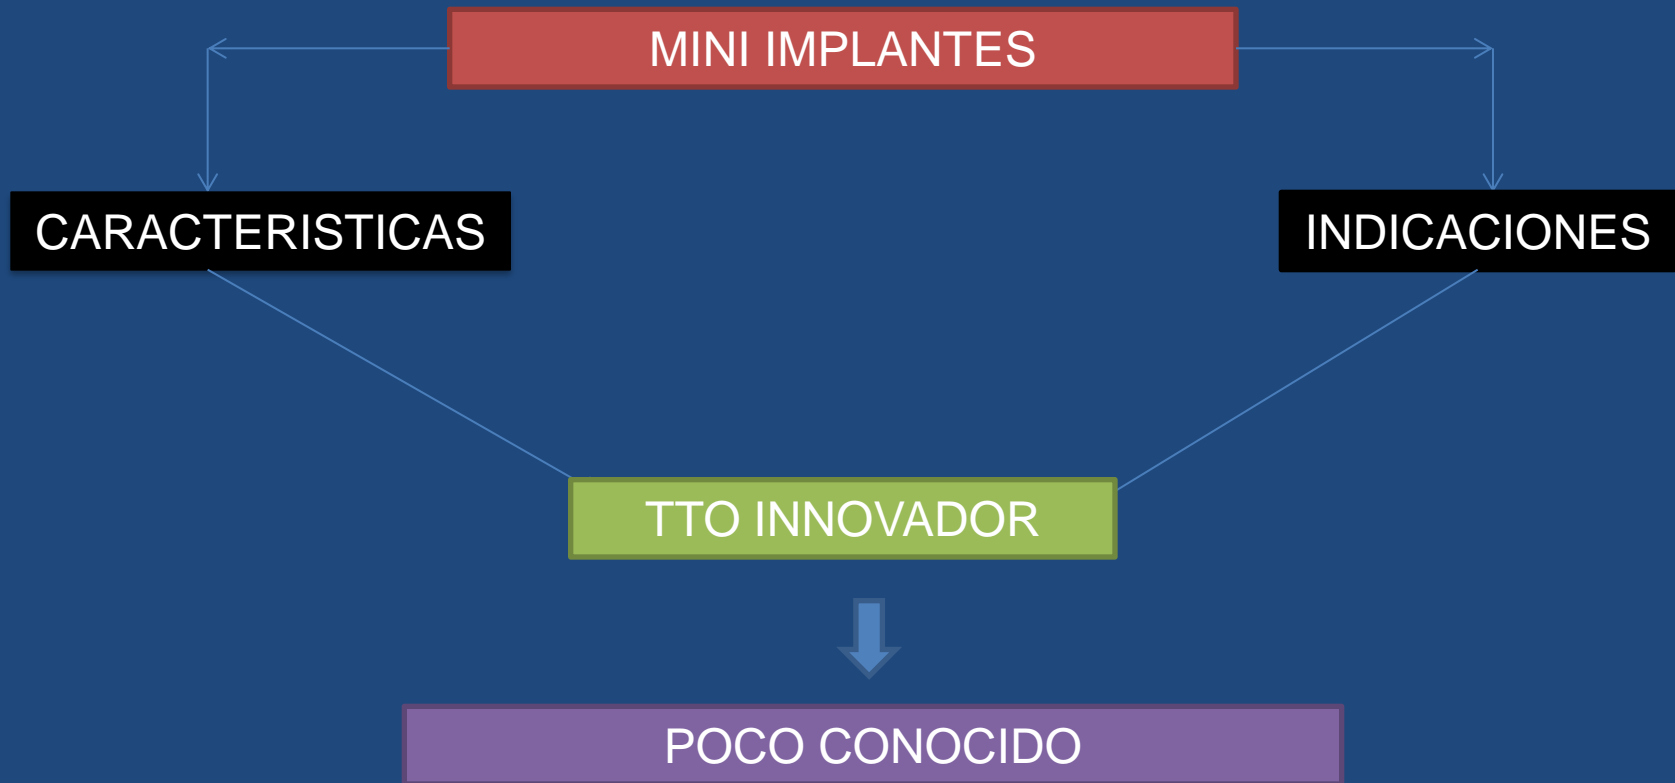 MINI IMPLANTES
CARACTERISTICAS
INDICACIONES
TTO INNOVADOR
POCO CONOCIDO